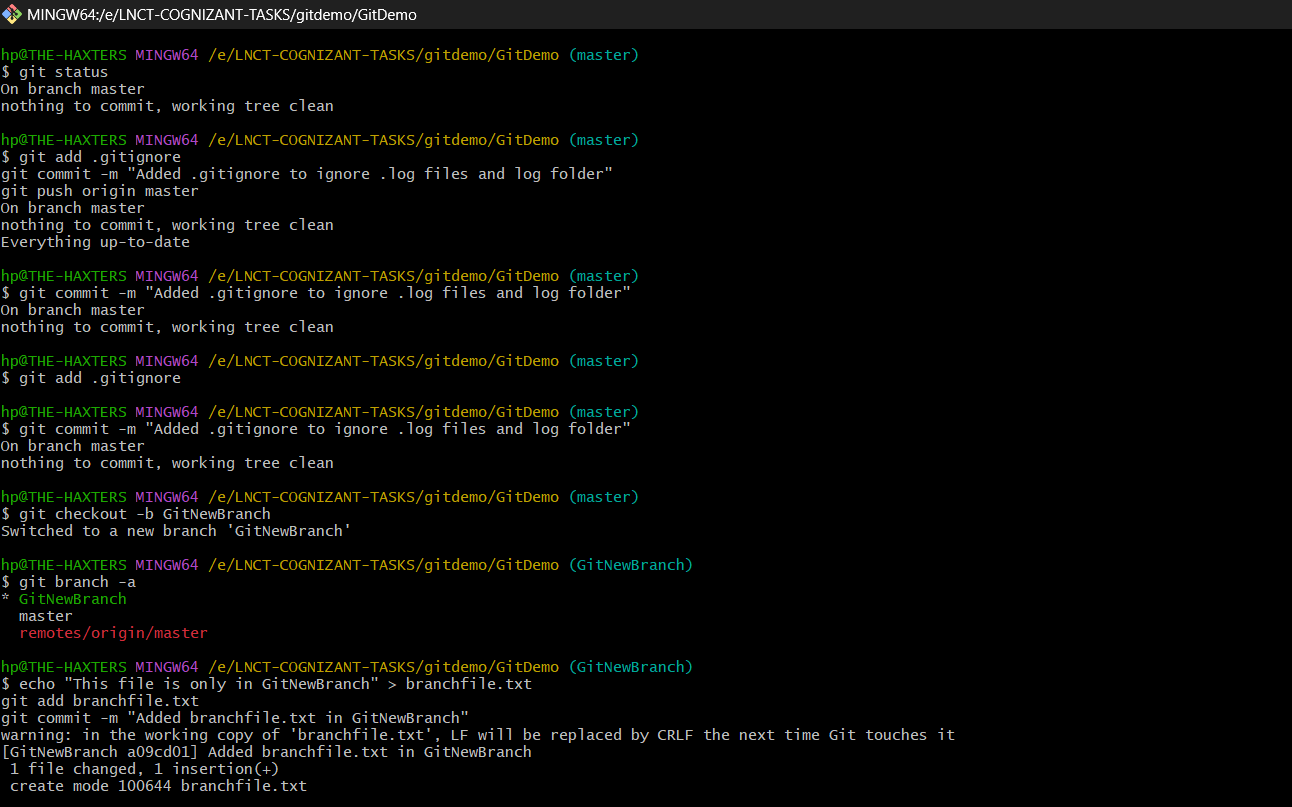 MINGW64:/e/LNCT-COGNIZANT-TASKS/gitdemo/GitDemo
hp@THE-HAXTERS MINGW64 /e/LNCT-COGNIZANT-TASKS/gitdemo/GitDemo (master)
$ git status
On branch master
nothing to commit, working tree clean
hp@THE-HAXTERS MINGW64 /e/LNCT-COGNIZANT-TASKS/gitdemo/GitDemo (master)
$ git add .gitignore
git commit -m "Added .gitignore to ignore .log files and log folder"
git push origin master
On branch master
nothing to commit, working tree clean
Everything up-to-date
hp@THE-HAXTERS MINGW64 /e/LNCT-COGNIZANT-TASKS/gitdemo/GitDemo (master)
$ git commit -m "Added .gitignore to ignore .log files and log folder"
On branch master
nothing to commit, working tree clean
hp@THE-HAXTERS MINGW64 /e/LNCT-COGNIZANT-TASKS/gitdemo/GitDemo (master)
$ git add .gitignore
hp@THE-HAXTERS MINGW64 /e/LNCT-COGNIZANT-TASKS/gitdemo/GitDemo (master)
$ git commit -m "Added .gitignore to ignore .log files and log folder"
On branch master
nothing to commit, working tree clean
hp@THE-HAXTERS MINGW64 /e/LNCT-COGNIZANT-TASKS/gitdemo/GitDemo (master)
$ git checkout -b GitNewBranch
Switched to a new branch 'GitNewBranch'
hp@THE-HAXTERS MINGW64 /e/LNCT-COGNIZANT-TASKS/gitdemo/GitDemo (GitNewBranch)
$ git branch -a
* GitNewBranch
master
remotes/origin/master
hp@THE-HAXTERS MINGW64 /e/LNCT-COGNIZANT-TASKS/gitdemo/GitDemo (GitNewBranch)
$ echo "This file is only in GitNewBranch" > branchfile.txt
git add branchfile.txt
git commit -m "Added branchfile.txt in GitNewBranch"
warning: in the working copy of 'branchfile.txt', LF will be replaced by CRLF the next time Git touches it
[GitNewBranch a09cd01] Added branchfile.txt in GitNewBranch
1 file changed, 1 insertion(+)
create mode 100644 branchfile.txt